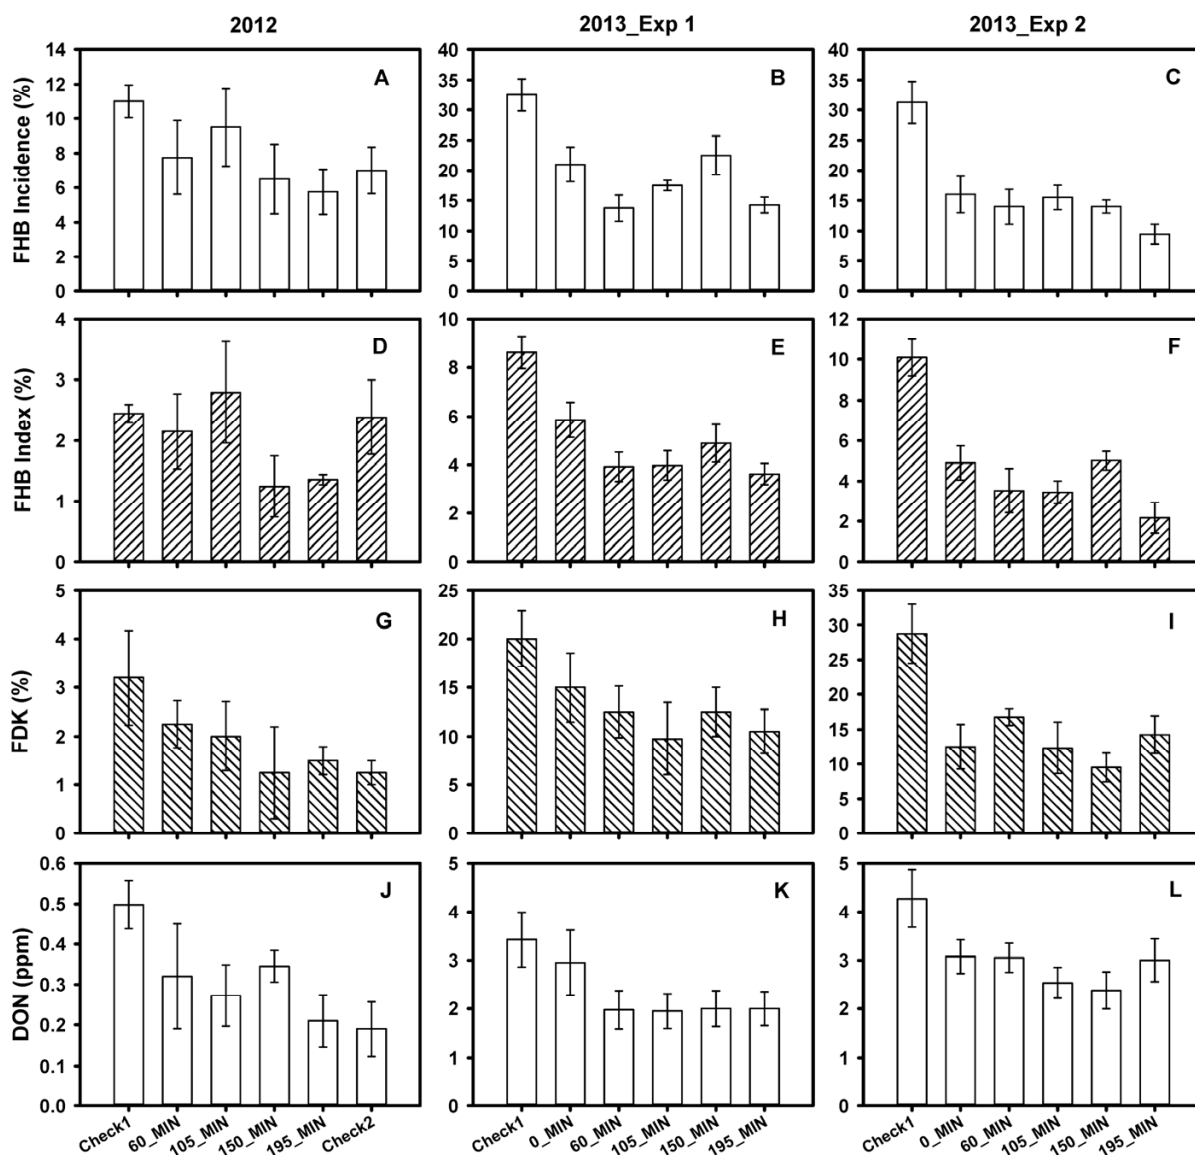 2012
2013_Exp 1
2013_Exp 2
FHB Incidence (%)
14
12
10
8
6
4
2
0
A
40
35
30
25
20
15
10
5
0
B
40
35
30
25
20
15
10
5
0
C
FHB Index (%)
4
3
2
1
0
D
10
8
6
4
2
0
E
12
10
8
6
4
2
0
F
FDK (%)
5
4
3
2
1
0
G
25
20
15
10
5
0
H
35
30
25
20
15
10
5
0
I
DON (ppm)
0.6
0.5
0.4
0.3
0.2
0.1
0.0
J
5
4
3
2
1
0
K
5
4
3
2
1
0
L
Check1
60_MIN
105_MIN
150_MIN
195_MIN
Check2
Check1
0_MIN
60_MIN
105_MIN
150_MIN
195_MIN
Check1
0_MIN
60_MIN
105_MIN
150_MIN
195_MIN